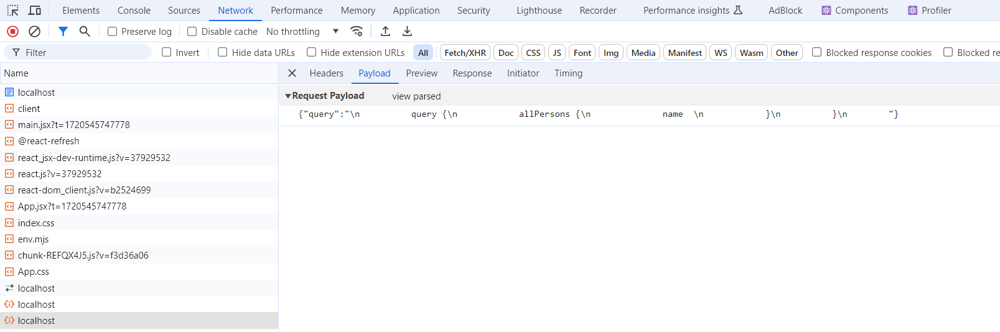 Elements Console Sources Network Performance Memory Application Security Lighthouse Recorder Performance insights AdBlock Components Profiler
Preserve log Disable cache No throttling
Filter Invert Hide data URLs Hide extension URLs All Fetch/XHR Doc CSS JS Font Img Media Manifest WS Wasm Other Blocked response cookies Blocked re
Name
Headers Payload Preview Response Initiator Timing
Request Payload view parsed
{"query":"\n          query {\n            allPersons {\n              name  \n            }\n          }\n        "}
localhost
client
main.jsx?t=1720545747778
@react-refresh
react_jsx-dev-runtime.js?v=37929532
react.js?v=37929532
react-dom_client.js?v=b2524699
App.jsx?t=1720545747778
index.css
env.mjs
chunk-REFQX4J5.js?v=f3d36a06
App.css
localhost
localhost
localhost